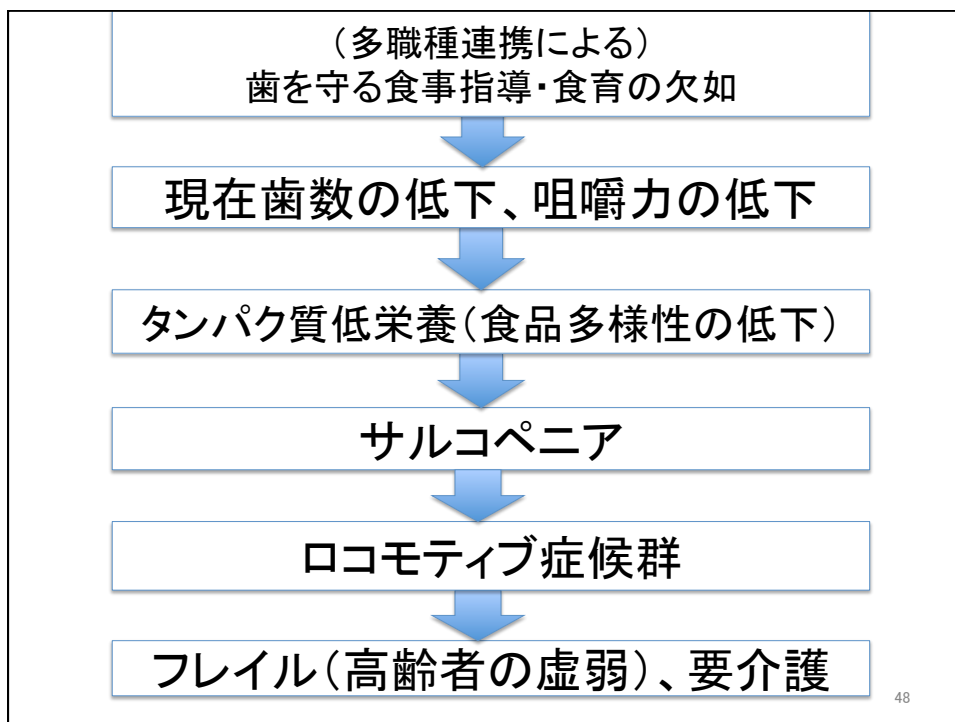 （多職種連携による）
歯を守る食事指導・食育の欠如
現在歯数の低下、咀嚼力の低下
タンパク質低栄養（食品多様性の低下）
サルコペニア
ロコモティブ症候群
フレイル（高齢者の虚弱）、要介護
48